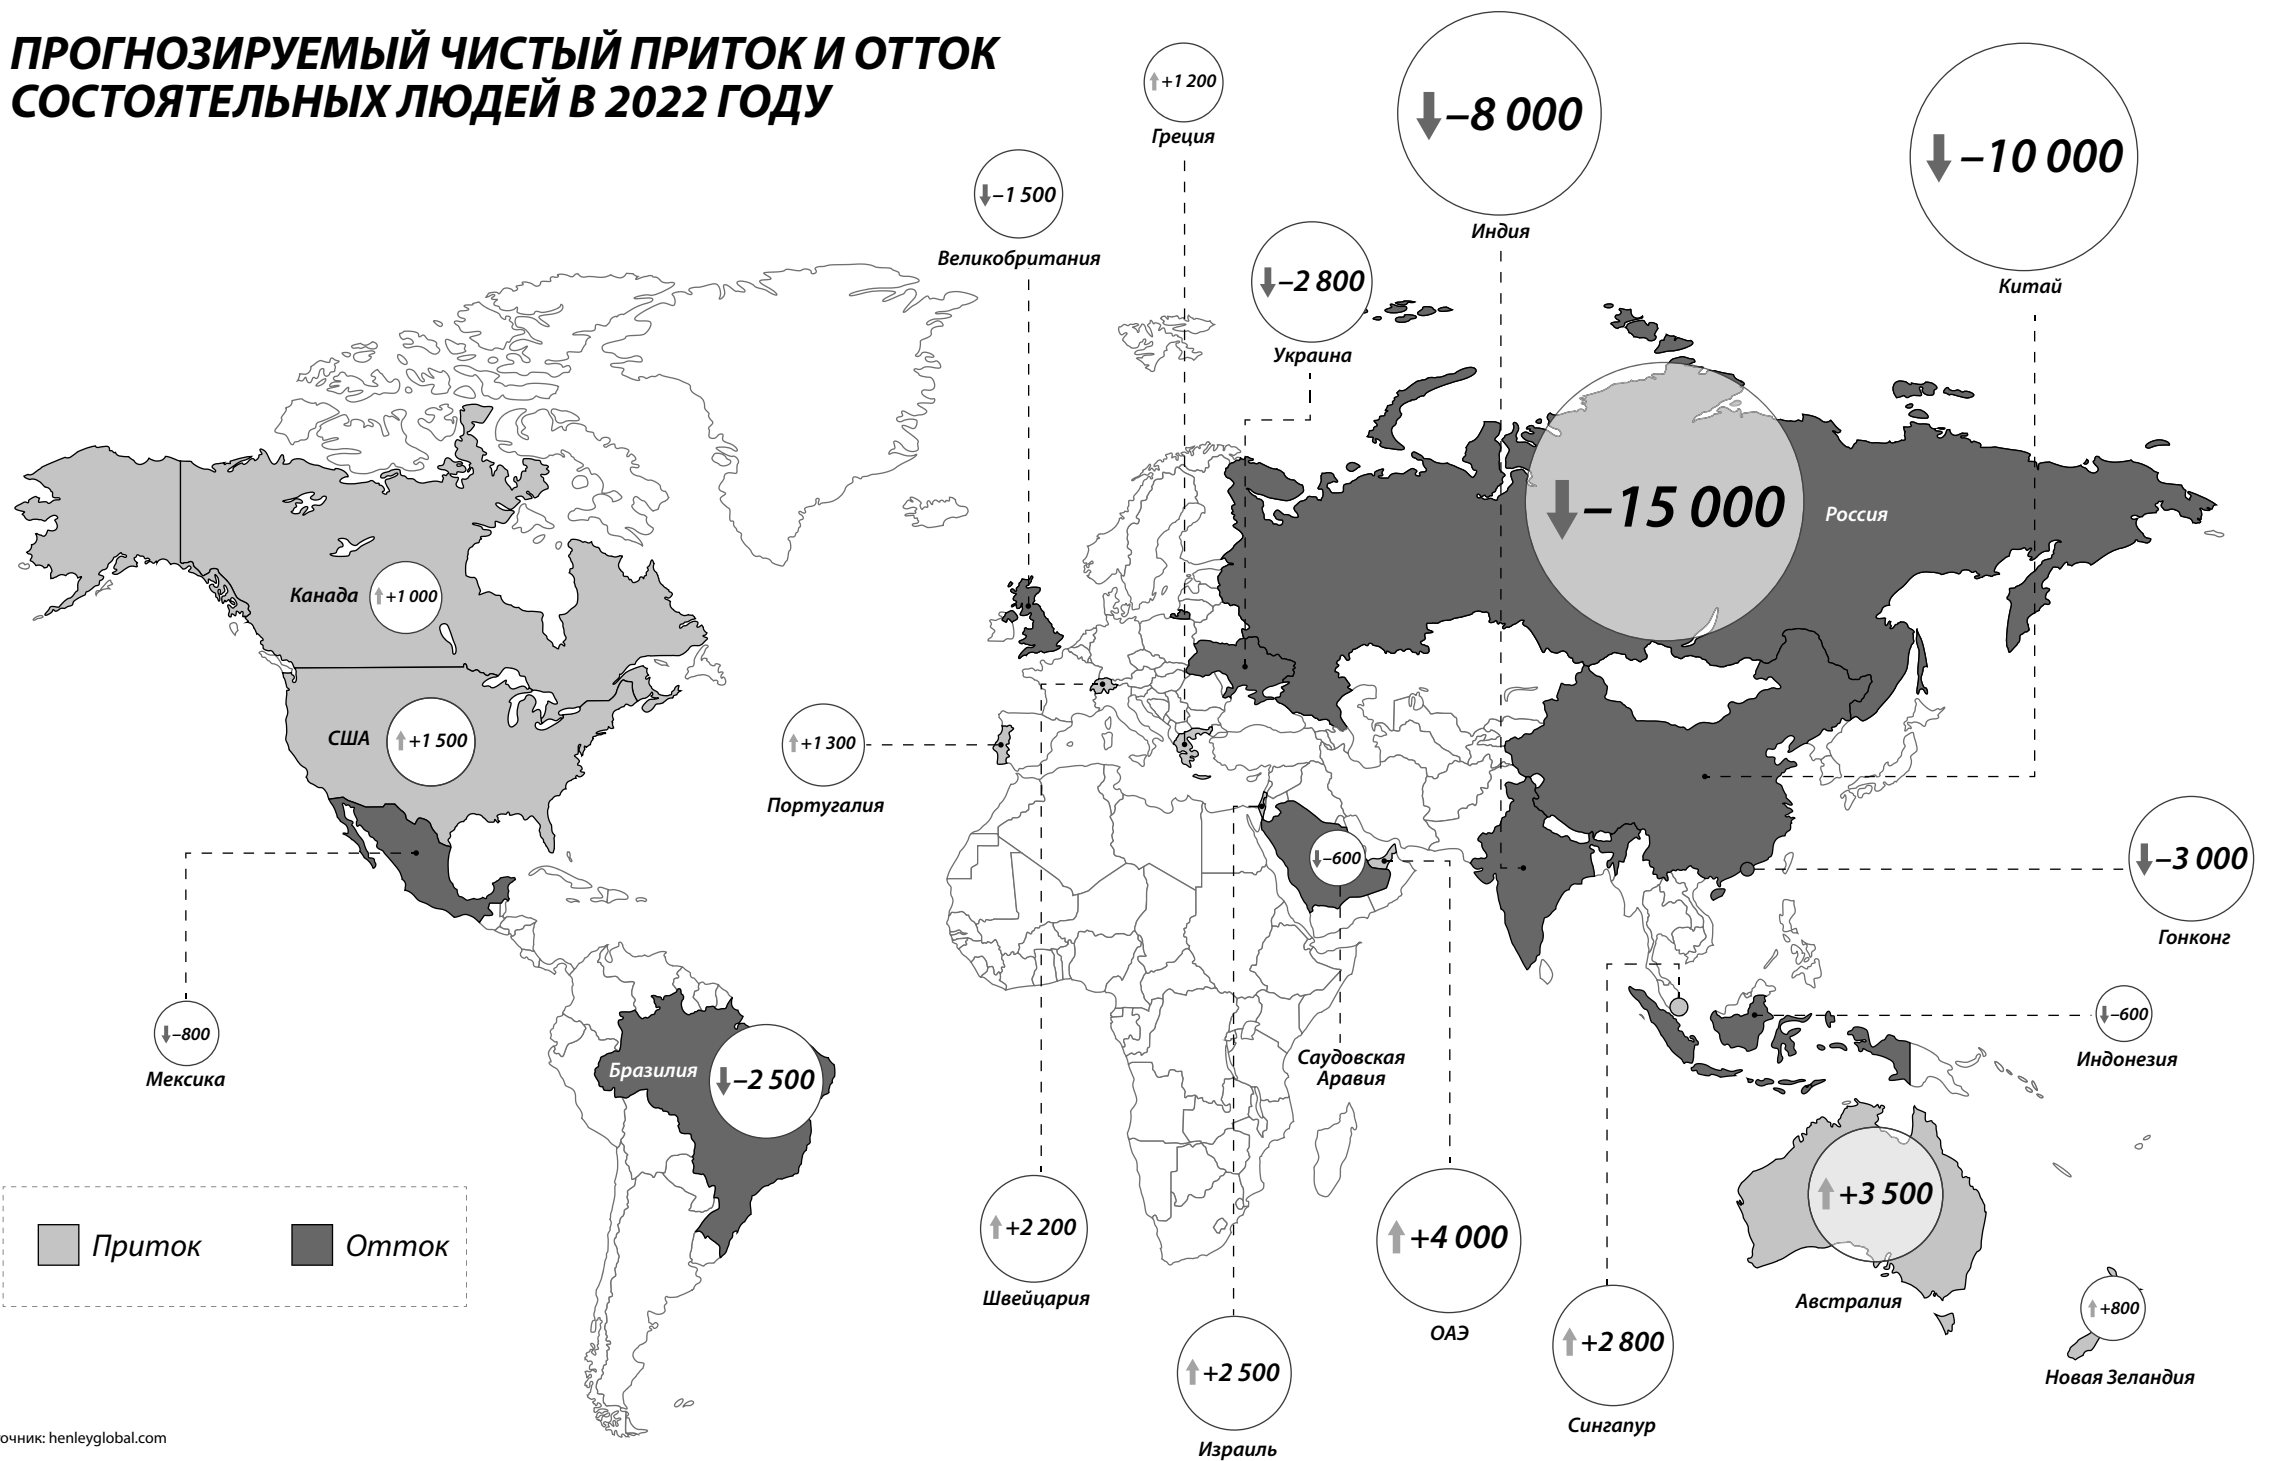 ПРОГНОЗИРУЕМЫЙ ЧИСТЫЙ ПРИТОК И ОТТОК
СОСТОЯТЕЛЬНЫХ ЛЮДЕЙ В 2022 ГОДУ
+1 200
Греция
–8 000
Индия
–10 000
Китай
–1 500
Великобритания
–2 800
Украина
–15 000
Россия
Канада
+1 000
США
+1 500
+1 300
Португалия
–600
Саудовская
Аравия
–3 000
Гонконг
–800
Мексика
Бразилия
–2 500
–600
Индонезия
+3 500
Австралия
+2 200
Швейцария
+4 000
ОАЭ
+2 800
Сингапур
+2 500
Израиль
+800
Новая Зеландия
Приток
Отток
очник: henleyglobal.com